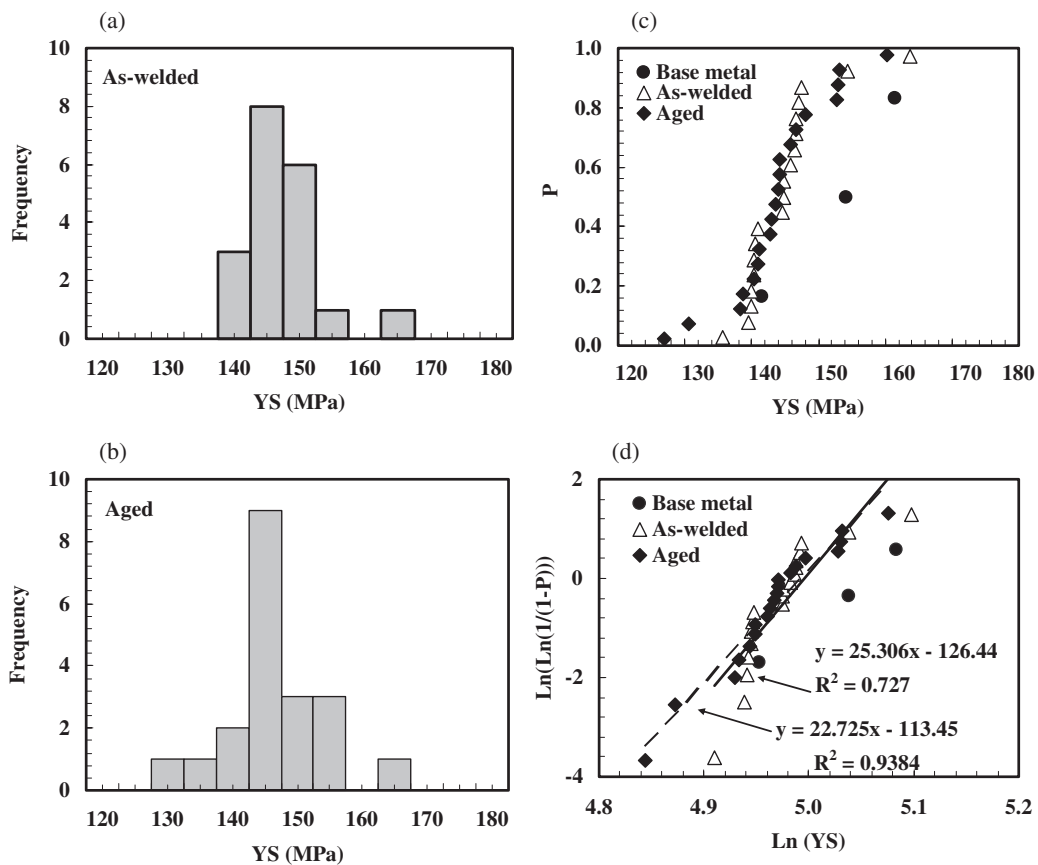 (a)
10
8
6
4
2
0
Frequency
As-welded
120 130 140 150 160 170 180
YS (MPa)
(c)
1.0
0.8
0.6
0.4
0.2
0.0
P
Base metal
As-welded
Aged
120 130 140 150 160 170 180
YS (MPa)
(b)
10
8
6
4
2
0
Frequency
Aged
120 130 140 150 160 170 180
YS (MPa)
(d)
2
0
-2
-4
Ln(Ln(1/(1-P)))
Base metal
As-welded
Aged
y = 25.306x - 126.44
R² = 0.727
y = 22.725x - 113.45
R² = 0.9384
4.8 4.9 5.0 5.1 5.2
Ln (YS)